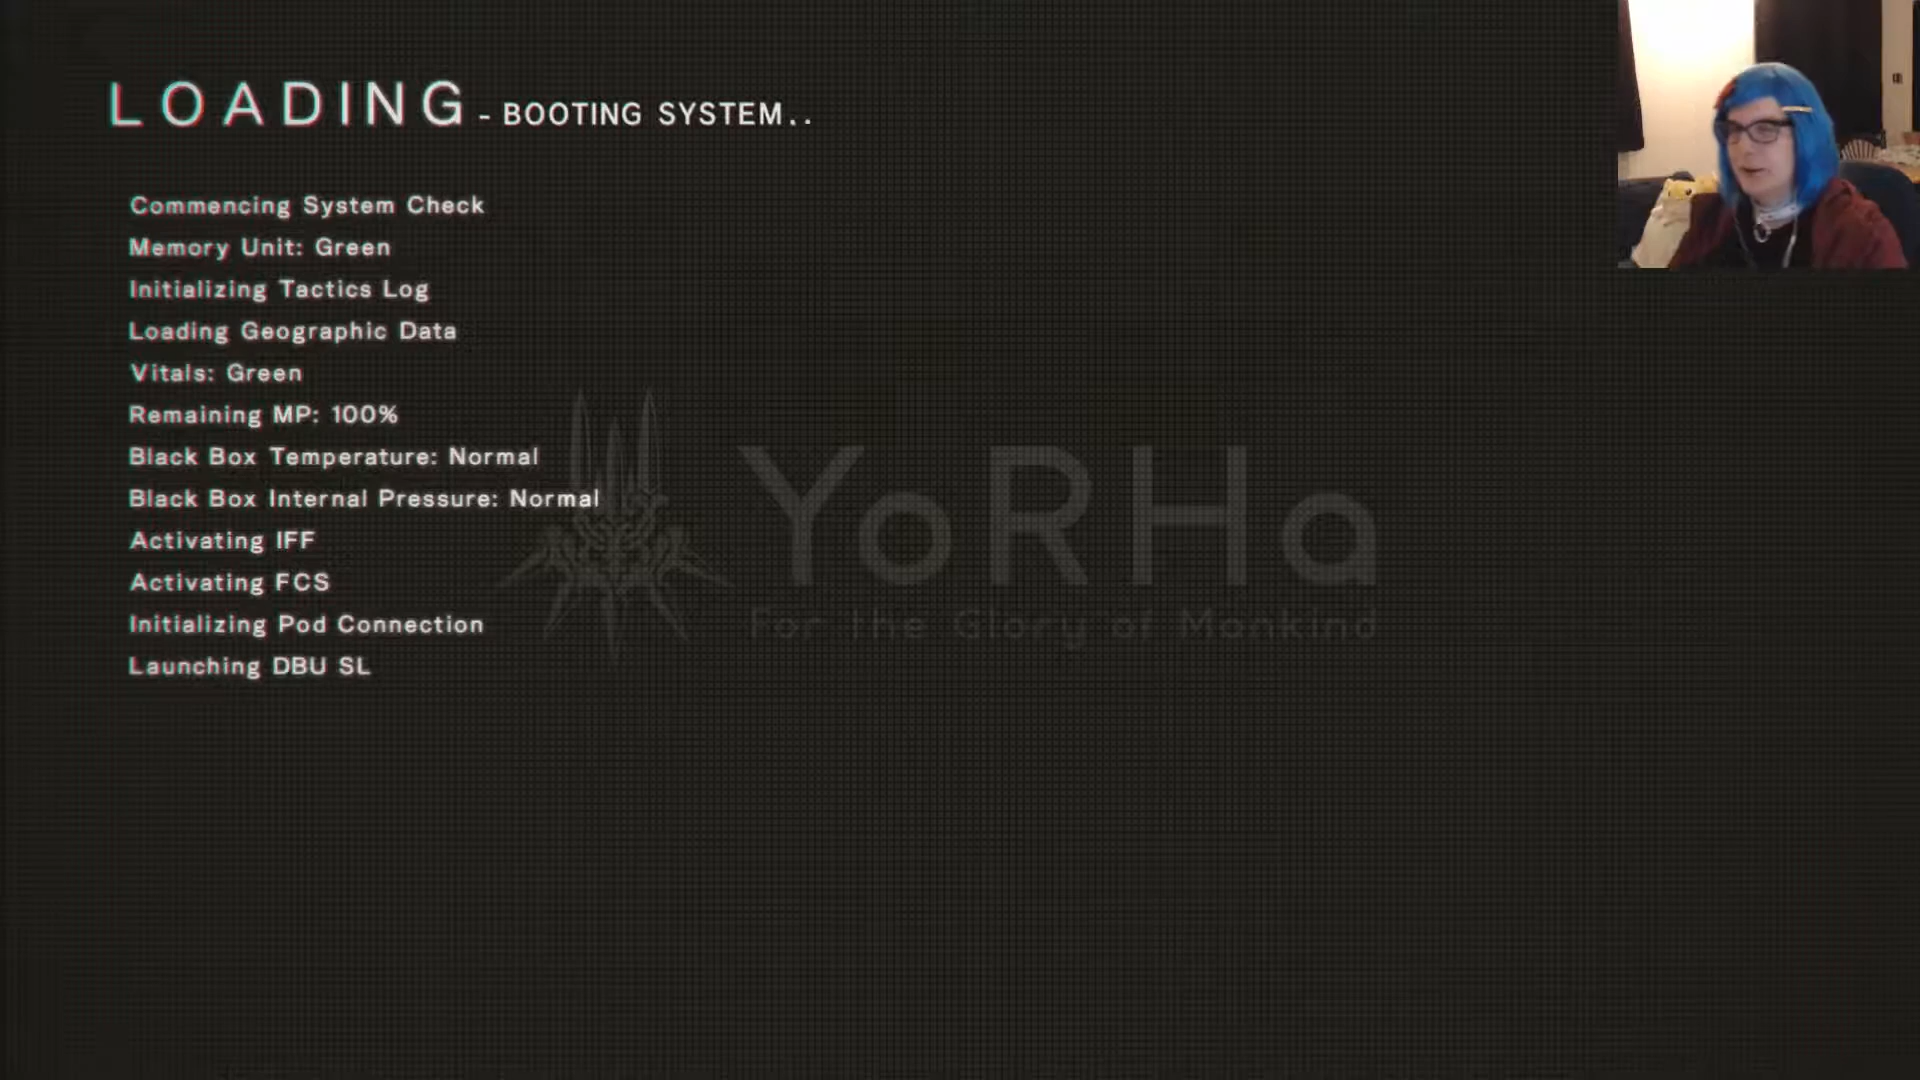 LOADING - BOOTING SYSTEM..
Commencing System Check
Memory Unit: Green
Initializing Tactics Log
Loading Geographic Data
Vitals: Green
Remaining MP: 100%
Black Box Temperature: Normal
Black Box Internal Pressure: Normal
Activating IFF
Activating FCS
Initializing Pod Connection
Launching DBU SL
YoRHa
For the Glory of Mankind